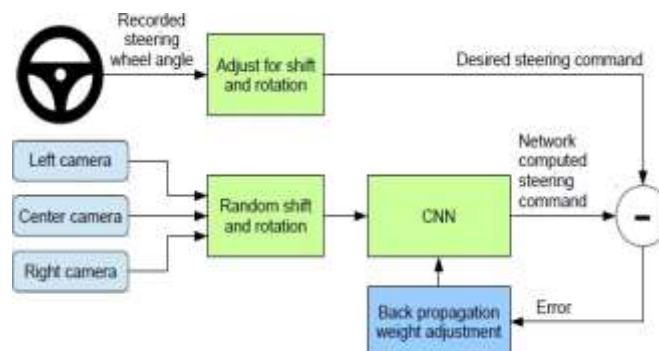 Recorded
steering
wheel angle
Adjust for shift
and rotation
Desired steering command
Left camera
Center camera
Right camera
Random shift
and rotation
CNN
Network
computed
steering
command
-
Back propagation
weight adjustment
Error